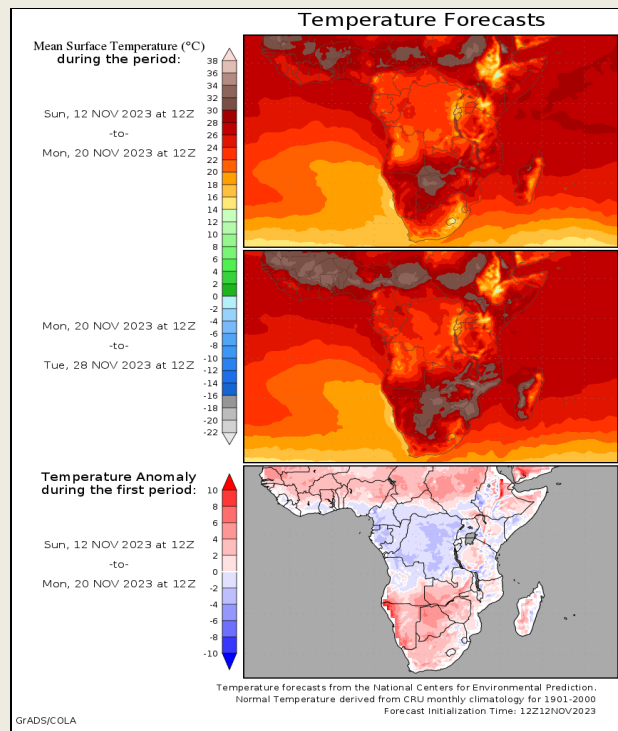 Temperature Forecasts
Mean Surface Temperature (°C)
during the period:
Sun, 12 NOV 2023 at 12Z
-to-
Mon, 20 NOV 2023 at 12Z
38
36
34
32
30
28
26
24
22
20
18
16
14
12
10
8
6
4
2
0
-2
-4
-6
-8
-10
-12
-14
-16
-18
-20
-22
Mon, 20 NOV 2023 at 12Z
-to-
Tue, 28 NOV 2023 at 12Z
Temperature Anomaly
during the first period:
Sun, 12 NOV 2023 at 12Z
-to-
Mon, 20 NOV 2023 at 12Z
10
8
6
4
2
0
-2
-4
-6
-8
-10
Temperature forecasts from the National Centers for Environmental Prediction.
Normal Temperature derived from CRU monthly climatology for 1901-2000
Forecast Initialization Time: 12Z12NOV2023
GrADS/COLA